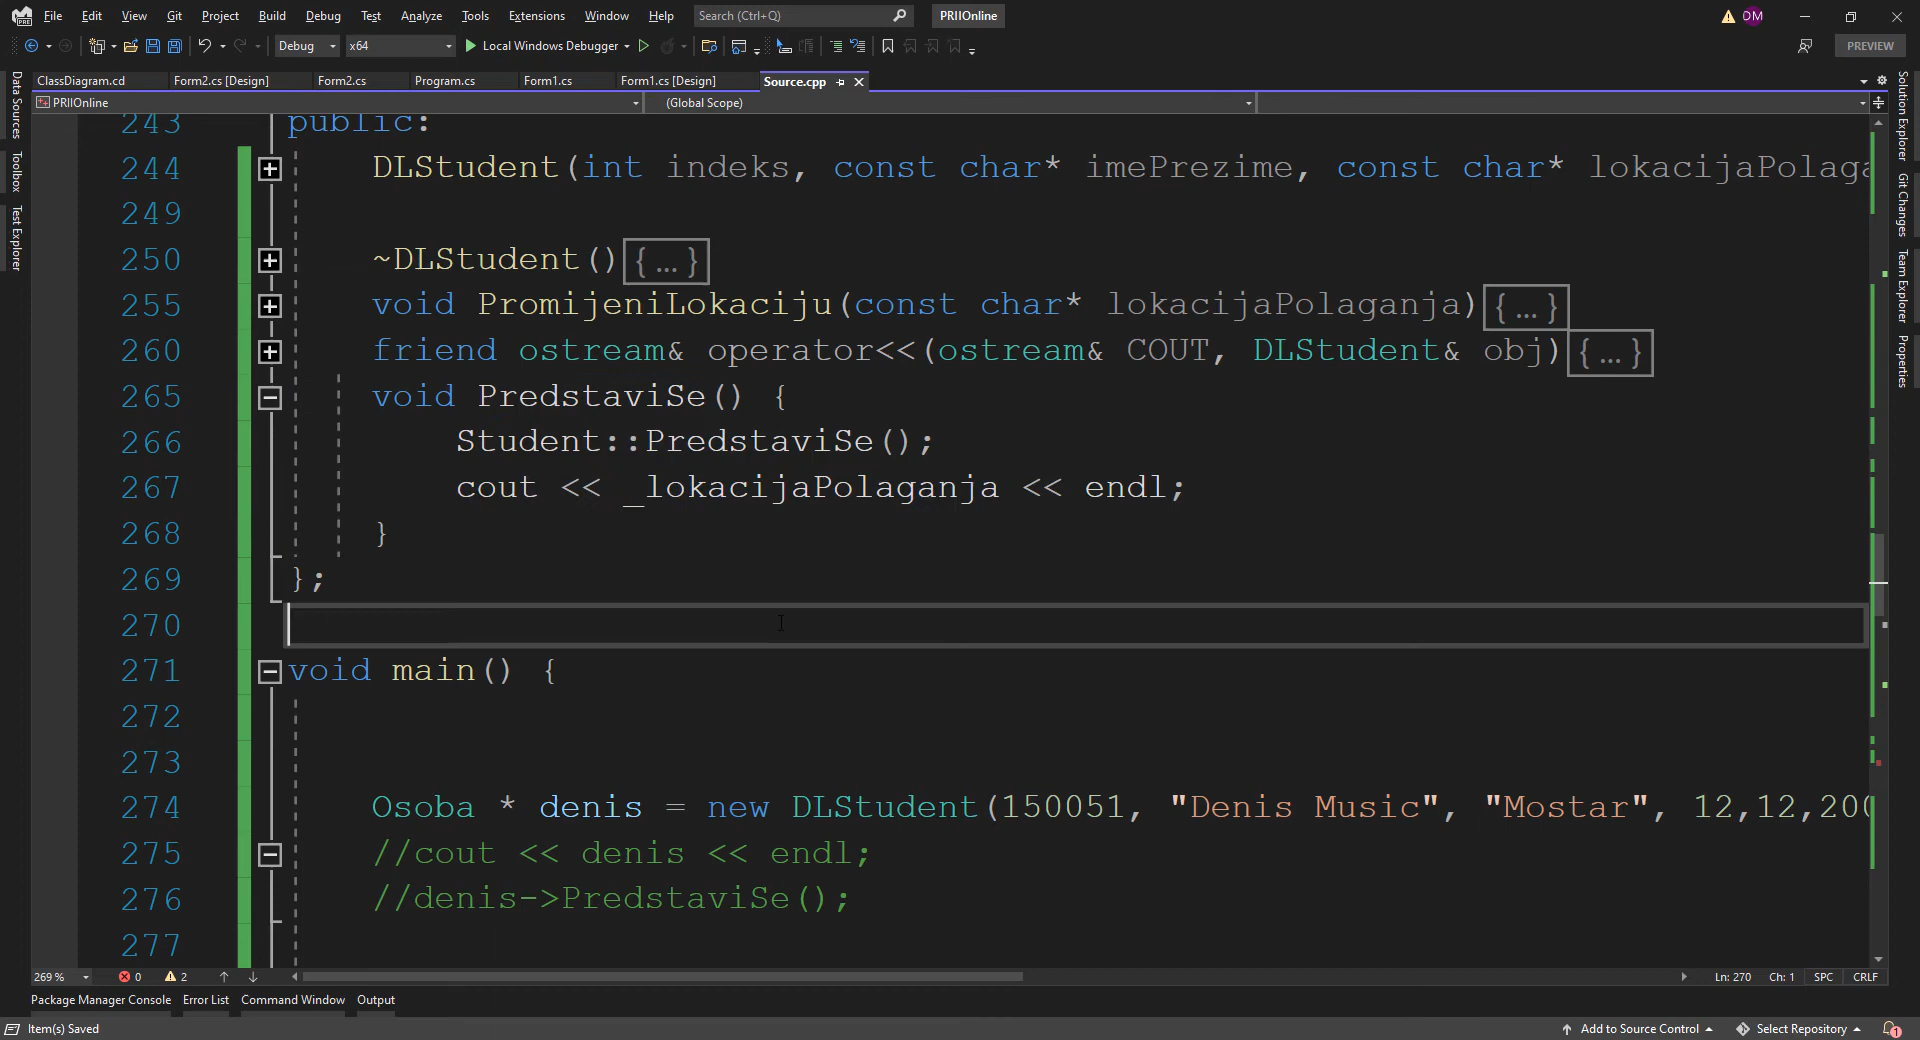 File Edit View Git Project Build Debug Test Analyze Tools Extensions Window Help Search (Ctrl+Q) PRIIOnline DM
Debug x64 Local Windows Debugger PREVIEW
ClassDiagram.cd Form2.cs [Design] Form2.cs Program.cs Form1.cs Form1.cs [Design] Source.cpp
PRIIOnline (Global Scope)
Data Sources
Toolbox
Test Explorer
243 public:
244 DLStudent(int indeks, const char* imePrezime, const char* lokacijaPolaga
249
250 ~DLStudent(){ ... }
255 void PromijeniLokaciju(const char* lokacijaPolaganja){ ... }
260 friend ostream& operator<<(ostream& COUT, DLStudent& obj){ ... }
265 void PredstaviSe() {
266 Student::PredstaviSe();
267 cout << _lokacijaPolaganja << endl;
268 }
269 };
270
271 void main() {
272
273
274 Osoba * denis = new DLStudent(150051, "Denis Music", "Mostar", 12,12,200
275 //cout << denis << endl;
276 //denis->PredstaviSe();
277
Solution Explorer
Git Changes
Team Explorer
Properties
269 % 0 2 Ln: 270 Ch: 1 SPC CRLF
Package Manager Console Error List Command Window Output
Item(s) Saved Add to Source Control Select Repository 1